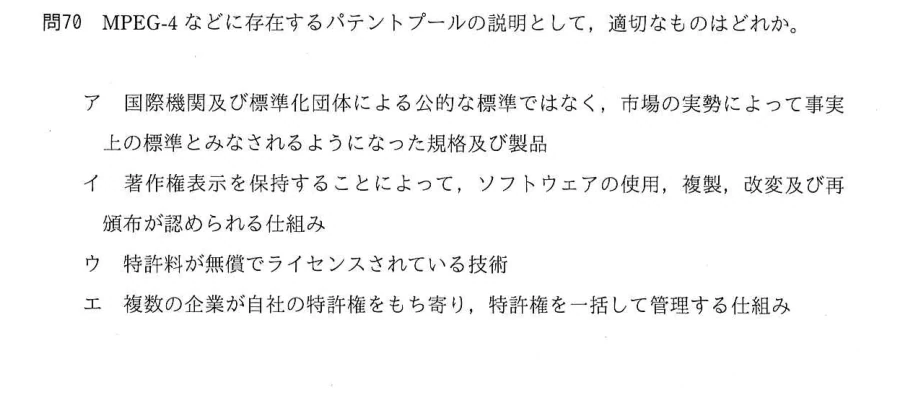 問70 MPEG-4 などに存在するパテントプールの説明として，適切なものはどれか。
ア 国際機関及び標準化団体による公的な標準ではなく，市場の実勢によって事実
上の標準とみなされるようになった規格及び製品
イ 著作権表示を保持することによって，ソフトウェアの使用，複製，改変及び再
頒布が認められる仕組み
ウ 特許料が無償でライセンスされている技術
エ 複数の企業が自社の特許権をもち寄り，特許権を一括して管理する仕組み